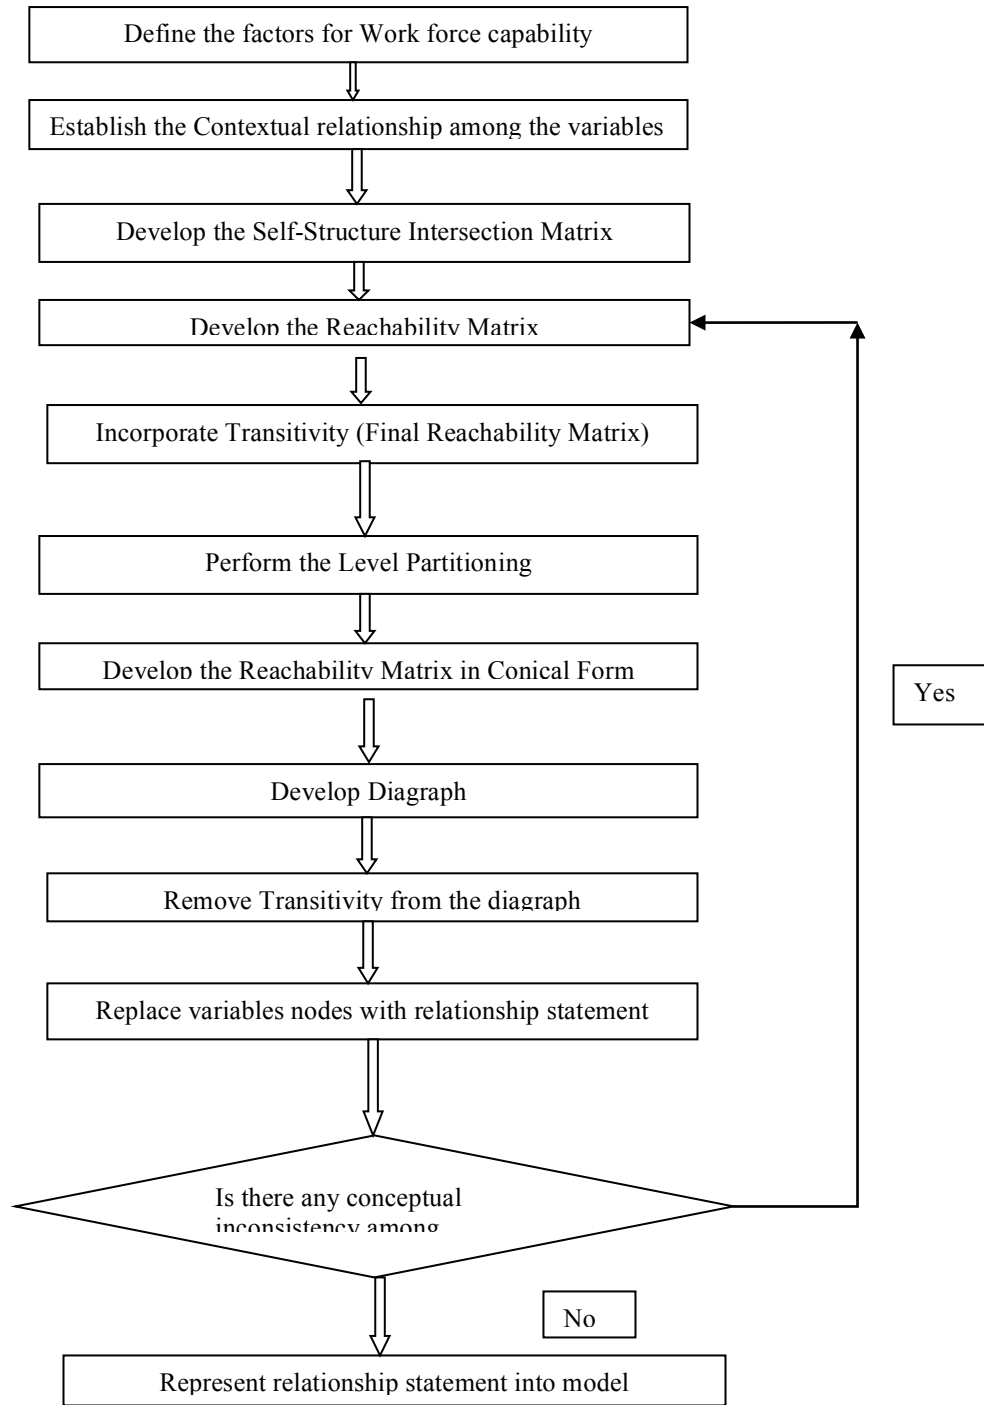 Define the factors for Work force capability
Establish the Contextual relationship among the variables
Develop the Self-Structure Intersection Matrix
Develop the Reachability Matrix
Incorporate Transitivity (Final Reachability Matrix)
Perform the Level Partitioning
Develop the Reachability Matrix in Conical Form
Yes
Develop Diagraph
Remove Transitivity from the diagraph
Replace variables nodes with relationship statement
Is there any conceptual
inconsistency among
No
Represent relationship statement into model